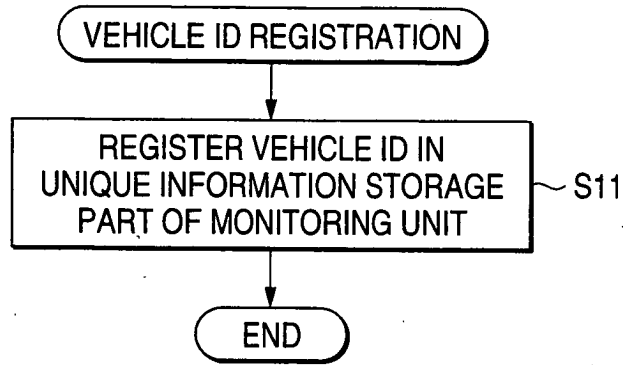 VEHICLE ID REGISTRATION
REGISTER VEHICLE ID IN
UNIQUE INFORMATION STORAGE
PART OF MONITORING UNIT
S11
END